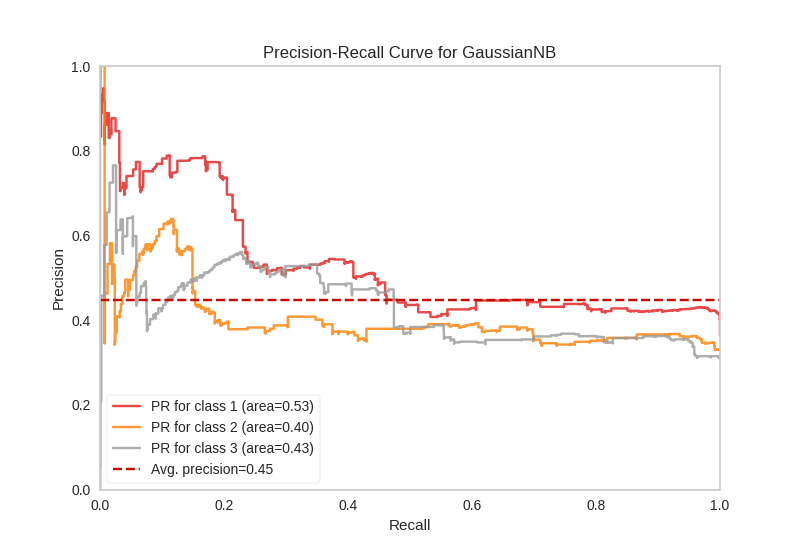 Precision-Recall Curve for GaussianNB
1.0
0.8
0.6
0.4
0.2
0.0
Precision
PR for class 1 (area=0.53)
PR for class 2 (area=0.40)
PR for class 3 (area=0.43)
Avg. precision=0.45
0.0 0.2 0.4 0.6 0.8 1.0
Recall